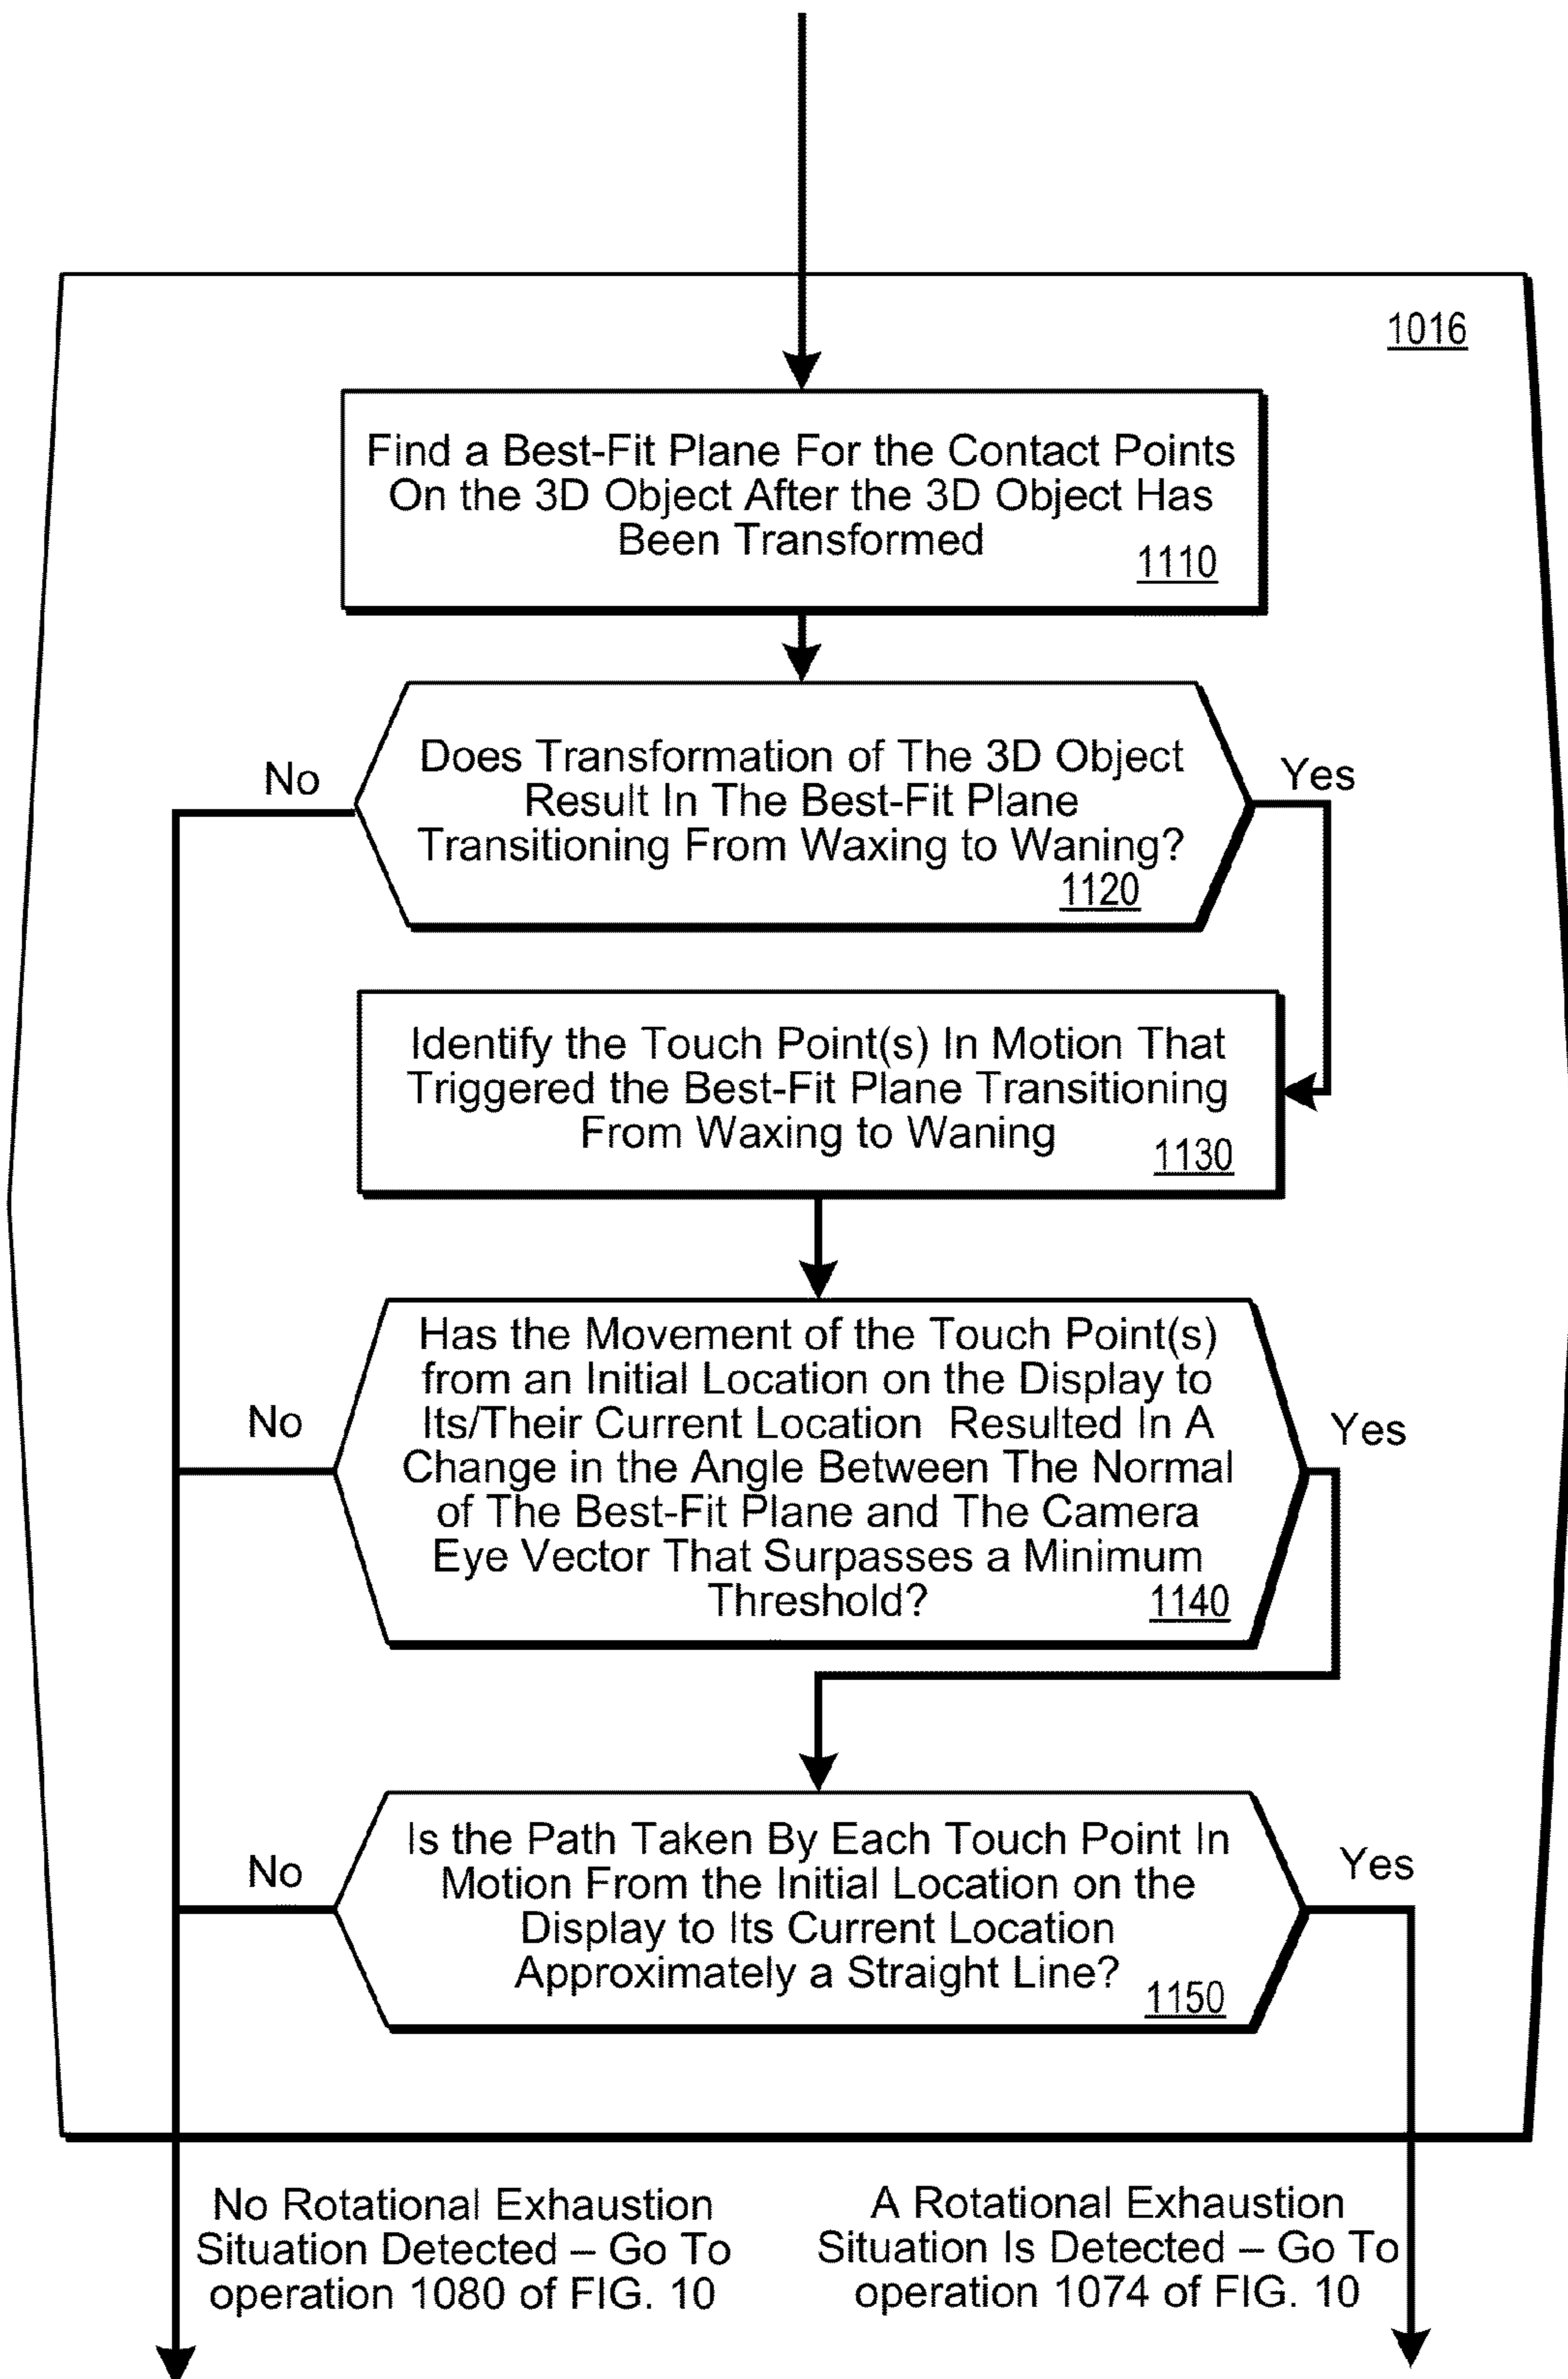 1016
Find a Best-Fit Plane For the Contact Points
On the 3D Object After the 3D Object Has
Been Transformed
1110
Does Transformation of The 3D Object
Result In The Best-Fit Plane
Transitioning From Waxing to Waning?
1120
No
Yes
Identify the Touch Point(s) In Motion That
Triggered the Best-Fit Plane Transitioning
From Waxing to Waning
1130
Has the Movement of the Touch Point(s)
from an Initial Location on the Display to
Its/Their Current Location Resulted In A
Change in the Angle Between The Normal
of The Best-Fit Plane and The Camera
Eye Vector That Surpasses a Minimum
Threshold?
1140
No
Yes
Is the Path Taken By Each Touch Point In
Motion From the Initial Location on the
Display to Its Current Location
Approximately a Straight Line?
1150
No
Yes
No Rotational Exhaustion
Situation Detected – Go To
operation 1080 of FIG. 10
A Rotational Exhaustion
Situation Is Detected – Go To
operation 1074 of FIG. 10